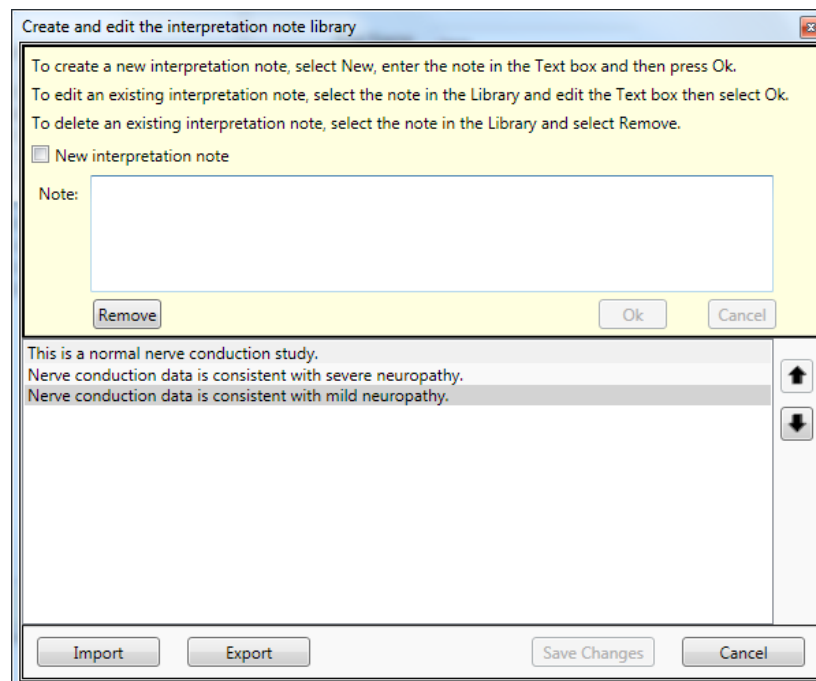 Create and edit the interpretation note library
To create a new interpretation note, select New, enter the note in the Text box and then press Ok.
To edit an existing interpretation note, select the note in the Library and edit the Text box then select Ok.
To delete an existing interpretation note, select the note in the Library and select Remove.
New interpretation note
Note:
Remove Ok Cancel
This is a normal nerve conduction study.
Nerve conduction data is consistent with severe neuropathy.
Nerve conduction data is consistent with mild neuropathy.
Import Export Save Changes Cancel